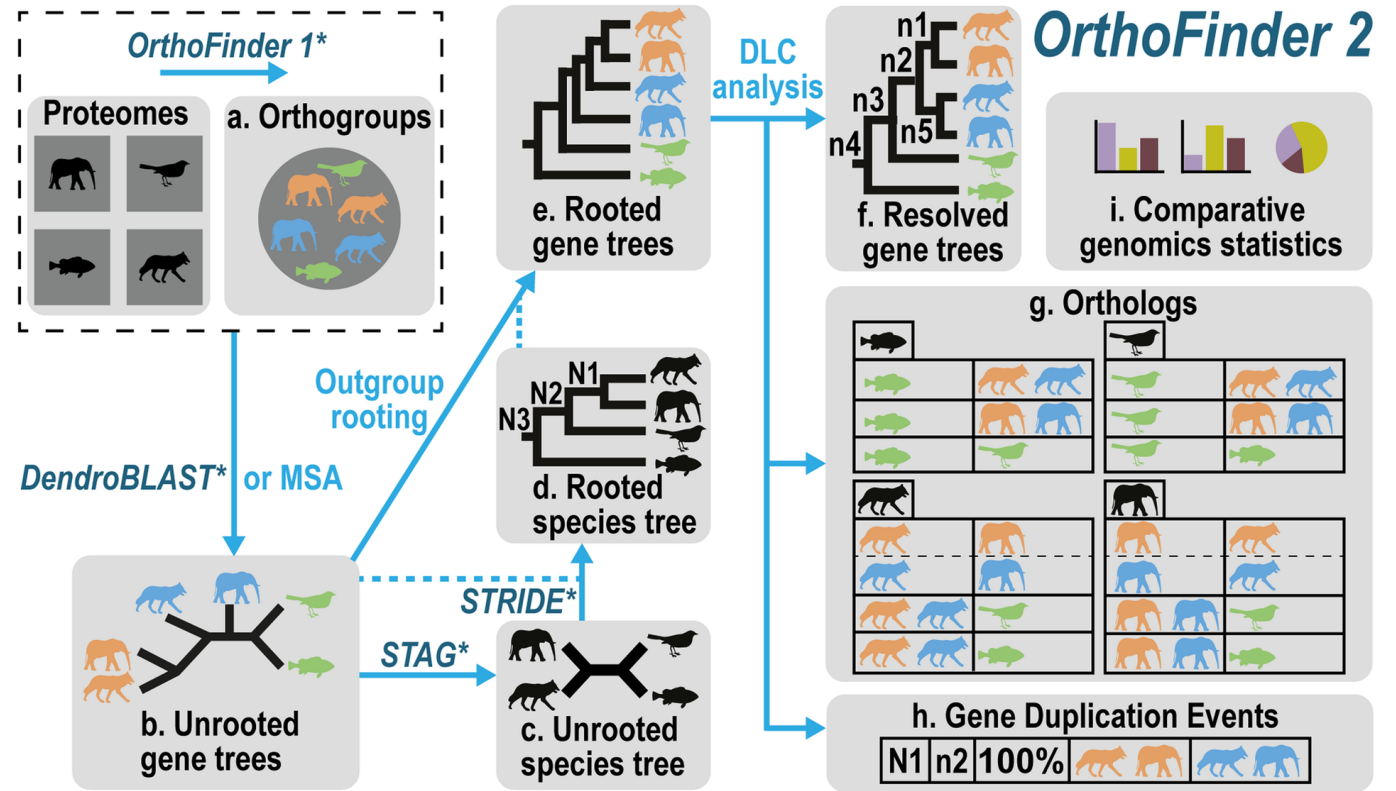 OrthoFinder 2
OrthoFinder 1*
Proteomes
a. Orthogroups
DendroBLAST* or MSA
b. Unrooted
gene trees
STAG*
c. Unrooted
species tree
STRIDE*
N1
N2
N3
d. Rooted
species tree
Outgroup
rooting
e. Rooted
gene trees
DLC
analysis
n1
n2
n3
n5
n4
f. Resolved
gene trees
i. Comparative
genomics statistics
g. Orthologs
h. Gene Duplication Events
N1 n2 100%